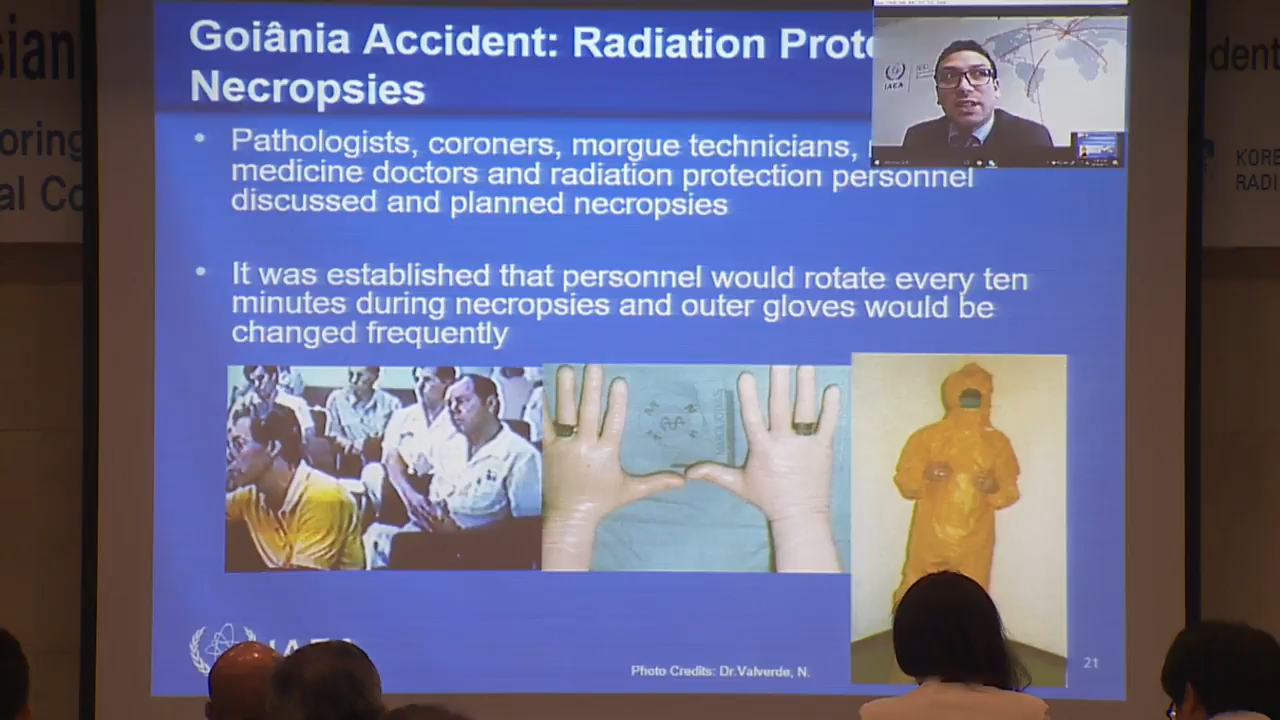 Goiânia Accident: Radiation Prote
Necropsies
• Pathologists, coroners, morgue technicians,
medicine doctors and radiation protection personnel
discussed and planned necropsies
• It was established that personnel would rotate every ten
minutes during necropsies and outer gloves would be
changed frequently
Photo Credits: Dr.Valverde, N.
21
IAEA
sian
oring
al Co
dent
KORE
RADI